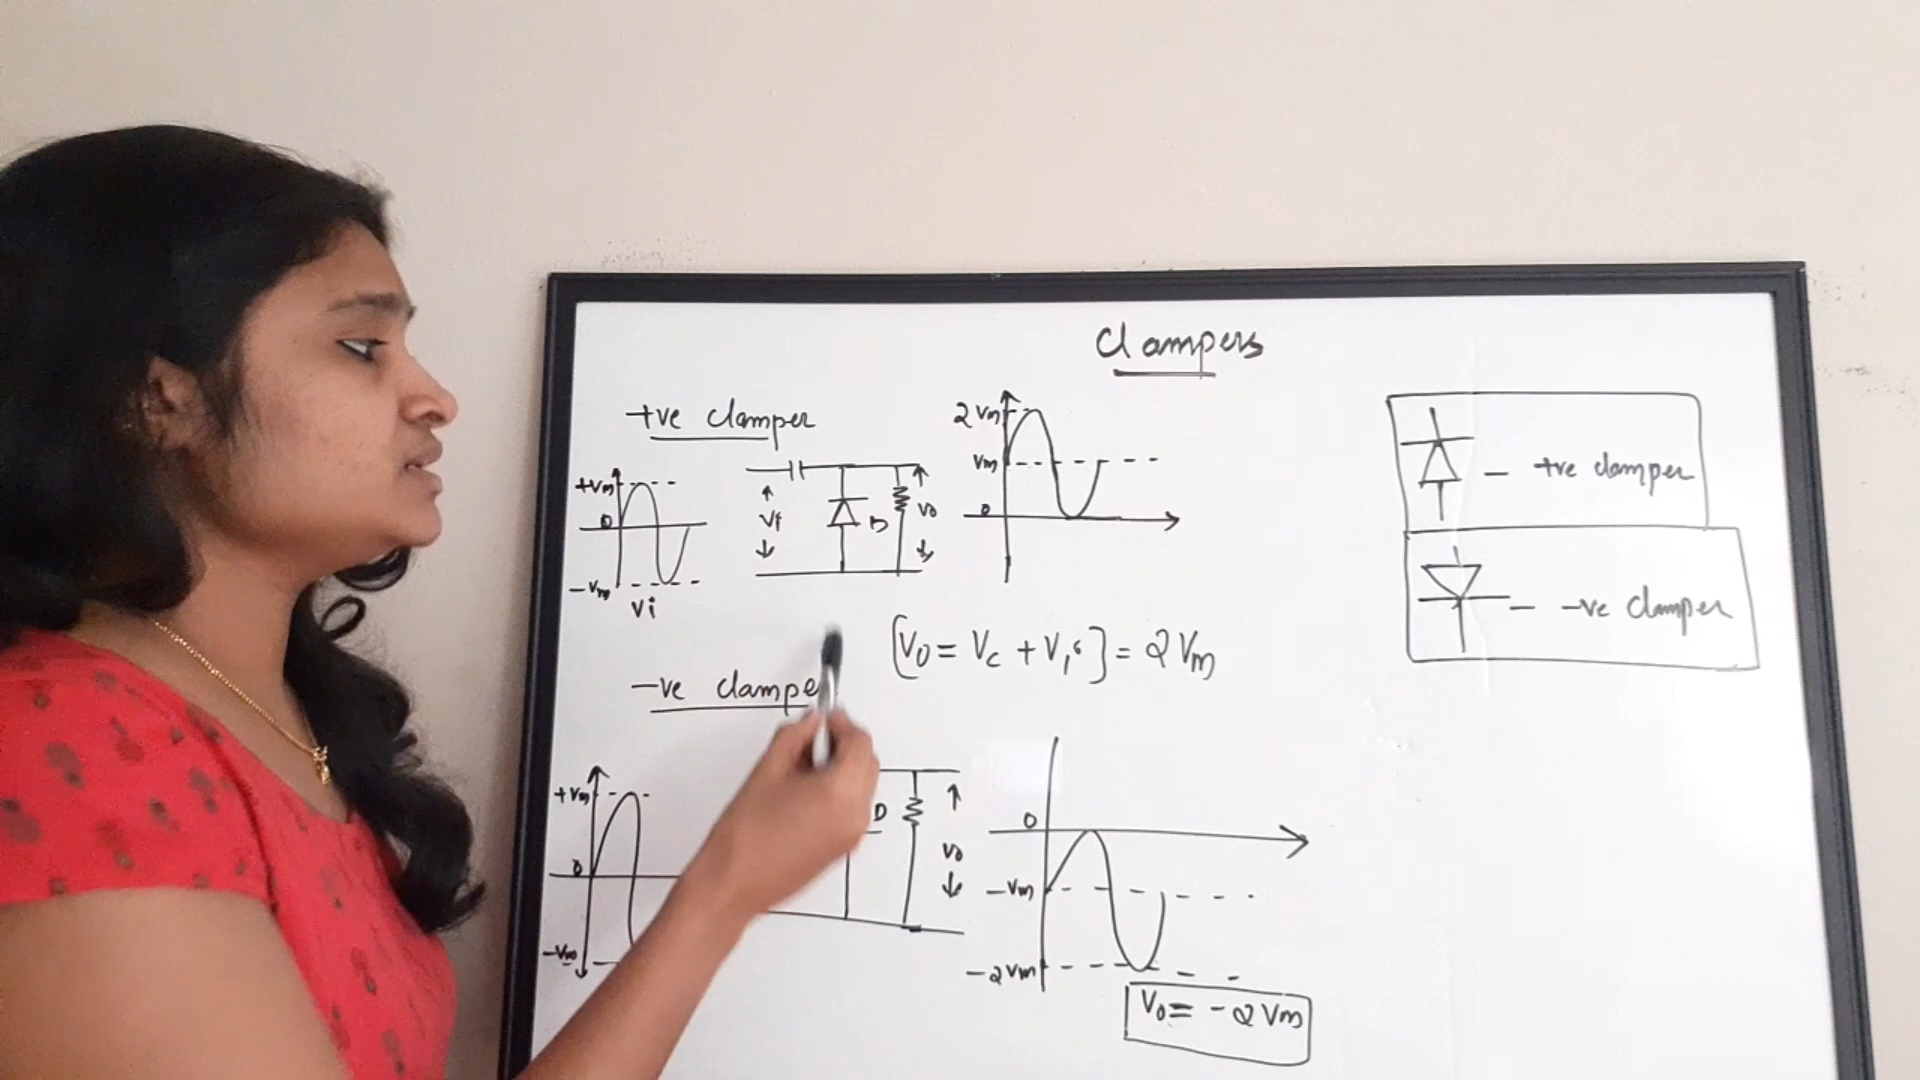 Clampers
+ve clamper
+Vm
0
-Vm
Vi
Vi
D
Vo
2Vm
Vm
0
- +ve clamper
- -ve clamper
[Vo = Vc + Vi] = 2Vm
-ve clampe
+Vm
0
-Vm
D
Vo
0
-Vm
-2Vm
Vo = -2Vm